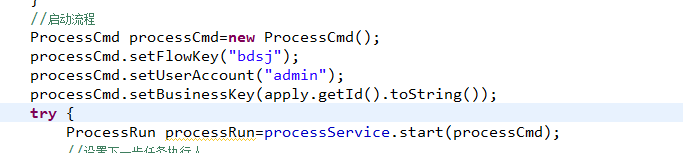 }
//启动流程
ProcessCmd processCmd=new ProcessCmd();
processCmd.setFlowKey("bdsj");
processCmd.setUserAccount("admin");
processCmd.setBusinessKey(apply.getId().toString());
try {
ProcessRun processRun=processService.start(processCmd);
//设置下一步任务执行人